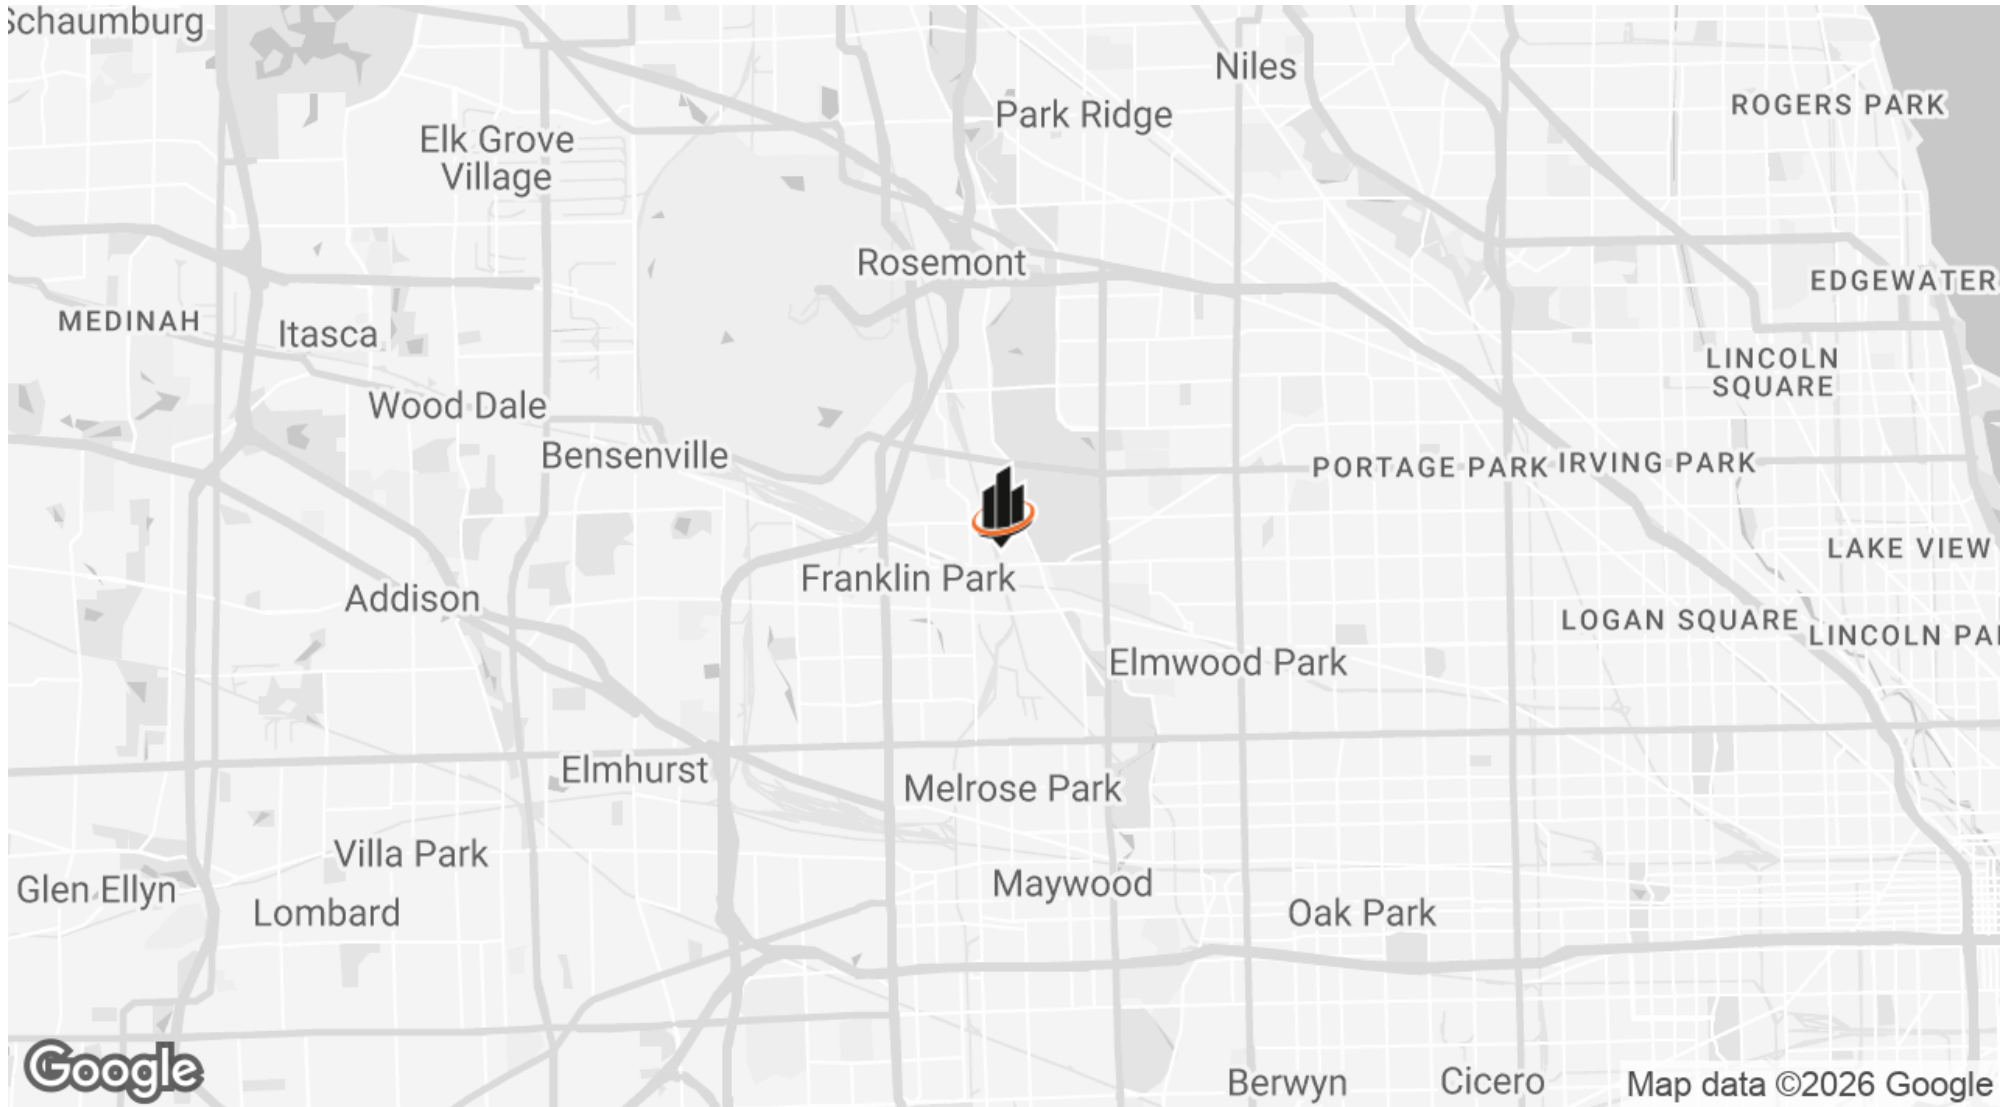 Schaumburg
Niles
ROGERS PARK
Park Ridge
Elk Grove
Village
Rosemont
EDGEWATER
MEDINAH
Itasca
LINCOLN
SQUARE
Wood Dale
Bensenville
PORTAGE PARK
IRVING PARK
LAKE VIEW
Franklin Park
Addison
LOGAN SQUARE
LINCOLN PA
Elmwood Park
Elmhurst
Melrose Park
Villa Park
Glen Ellyn
Maywood
Lombard
Oak Park
Google
Berwyn
Cicero
Map data ©2026 Google